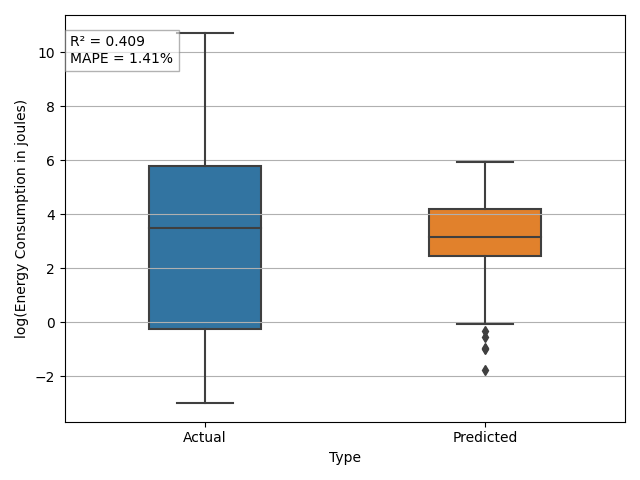 R² = 0.409
MAPE = 1.41%
log(Energy Consumption in joules)
10
8
6
4
2
0
−2
Actual
Predicted
Type